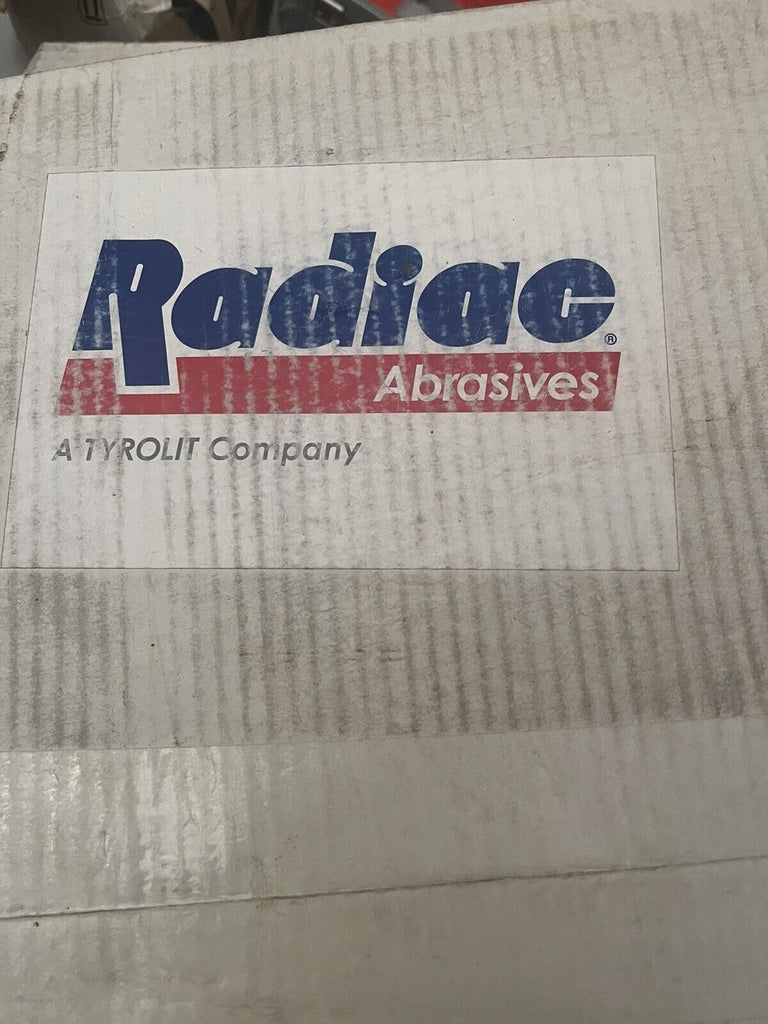 Radiac®
Abrasives
A TYROLIT Company